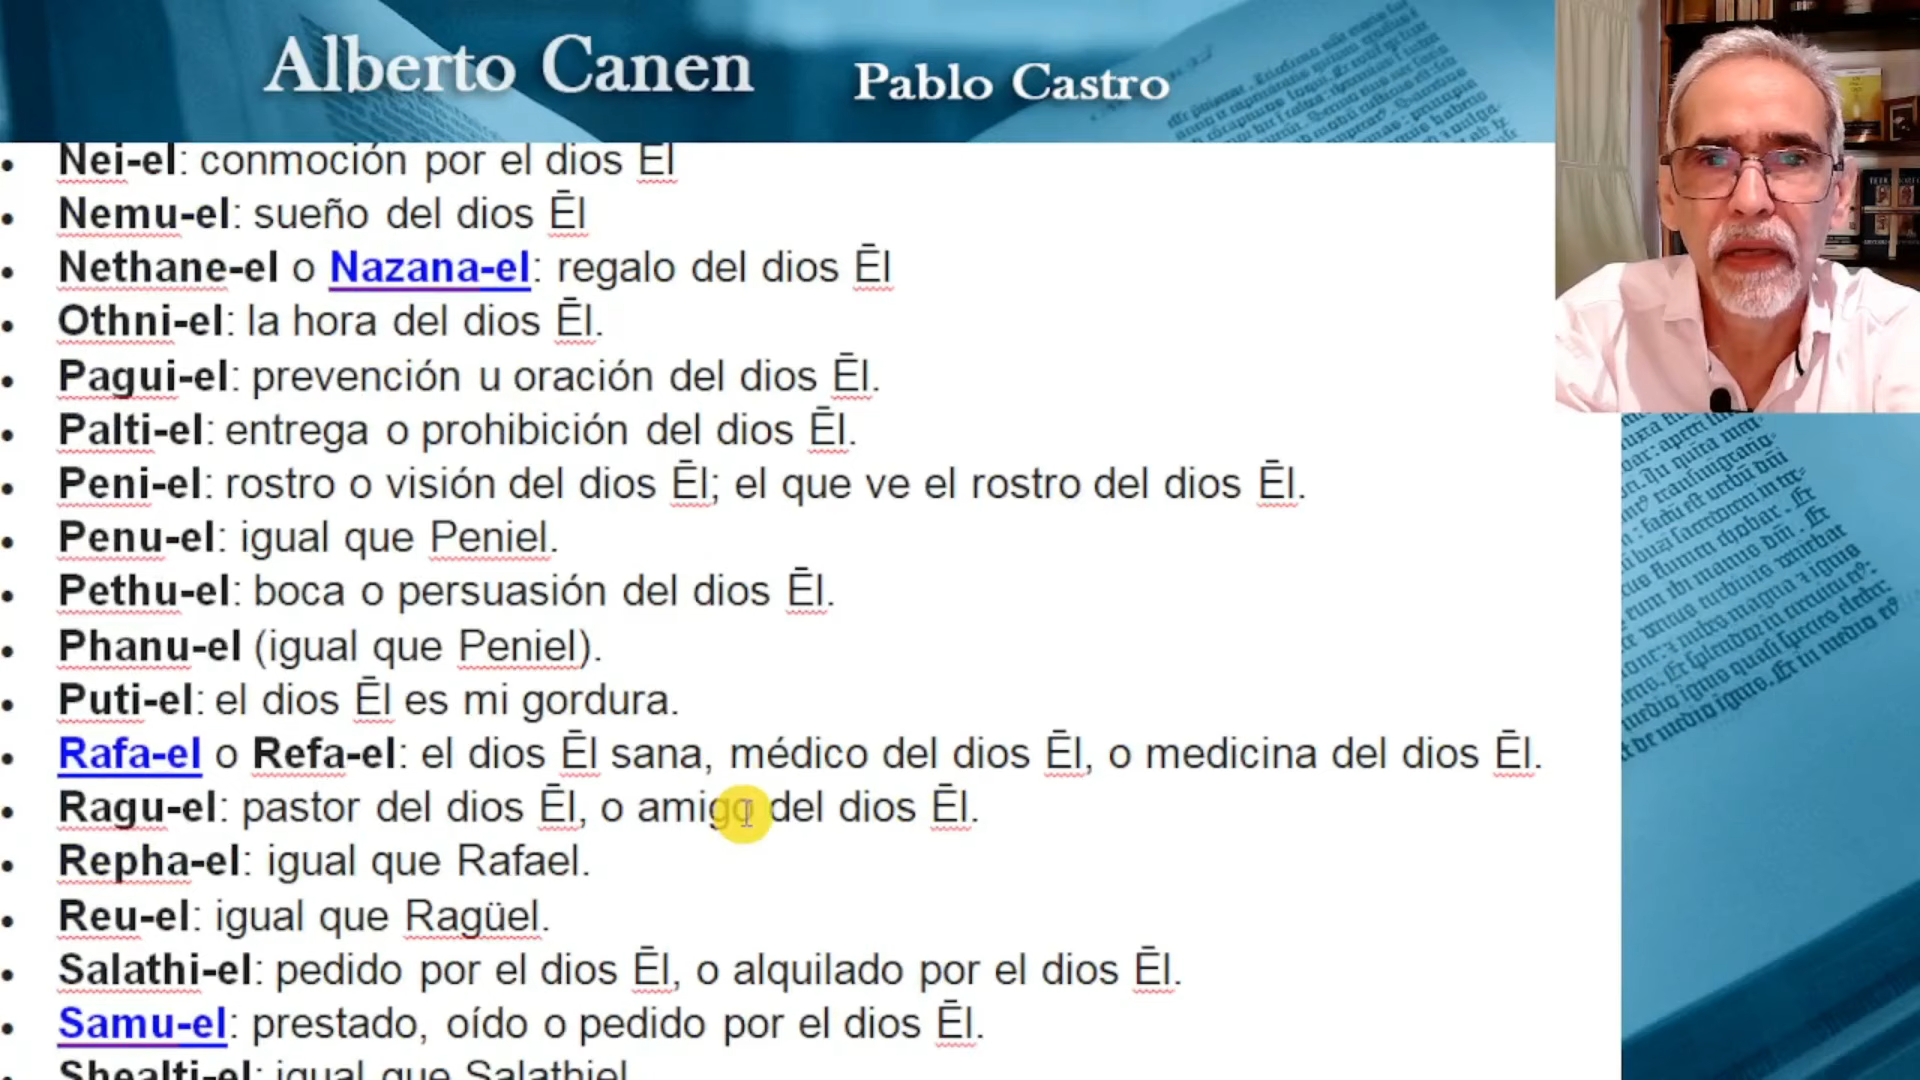 Alberto Canen
Pablo Castro
Nei-el: conmoción por el dios Ēl
Nemu-el: sueño del dios Ēl
Nethane-el o Nazana-el: regalo del dios Ēl
Othni-el: la hora del dios Ēl.
Pagui-el: prevención u oración del dios Ēl.
Palti-el: entrega o prohibición del dios Ēl.
Peni-el: rostro o visión del dios Ēl; el que ve el rostro del dios Ēl.
Penu-el: igual que Peniel.
Pethu-el: boca o persuasión del dios Ēl.
Phanu-el (igual que Peniel).
Puti-el: el dios Ēl es mi gordura.
Rafa-el o Refa-el: el dios Ēl sana, médico del dios Ēl, o medicina del dios Ēl.
Ragu-el: pastor del dios Ēl, o amigo del dios Ēl.
Repha-el: igual que Rafael.
Reu-el: igual que Ragüel.
Salathi-el: pedido por el dios Ēl, o alquilado por el dios Ēl.
Samu-el: prestado, oído o pedido por el dios Ēl.
Shealti-el: igual que Salathiel